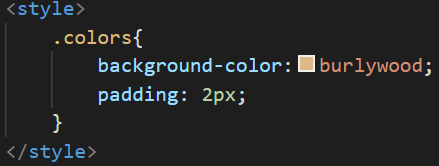 <style>
.colors{
background-color: burlywood;
padding: 2px;
}
</style>